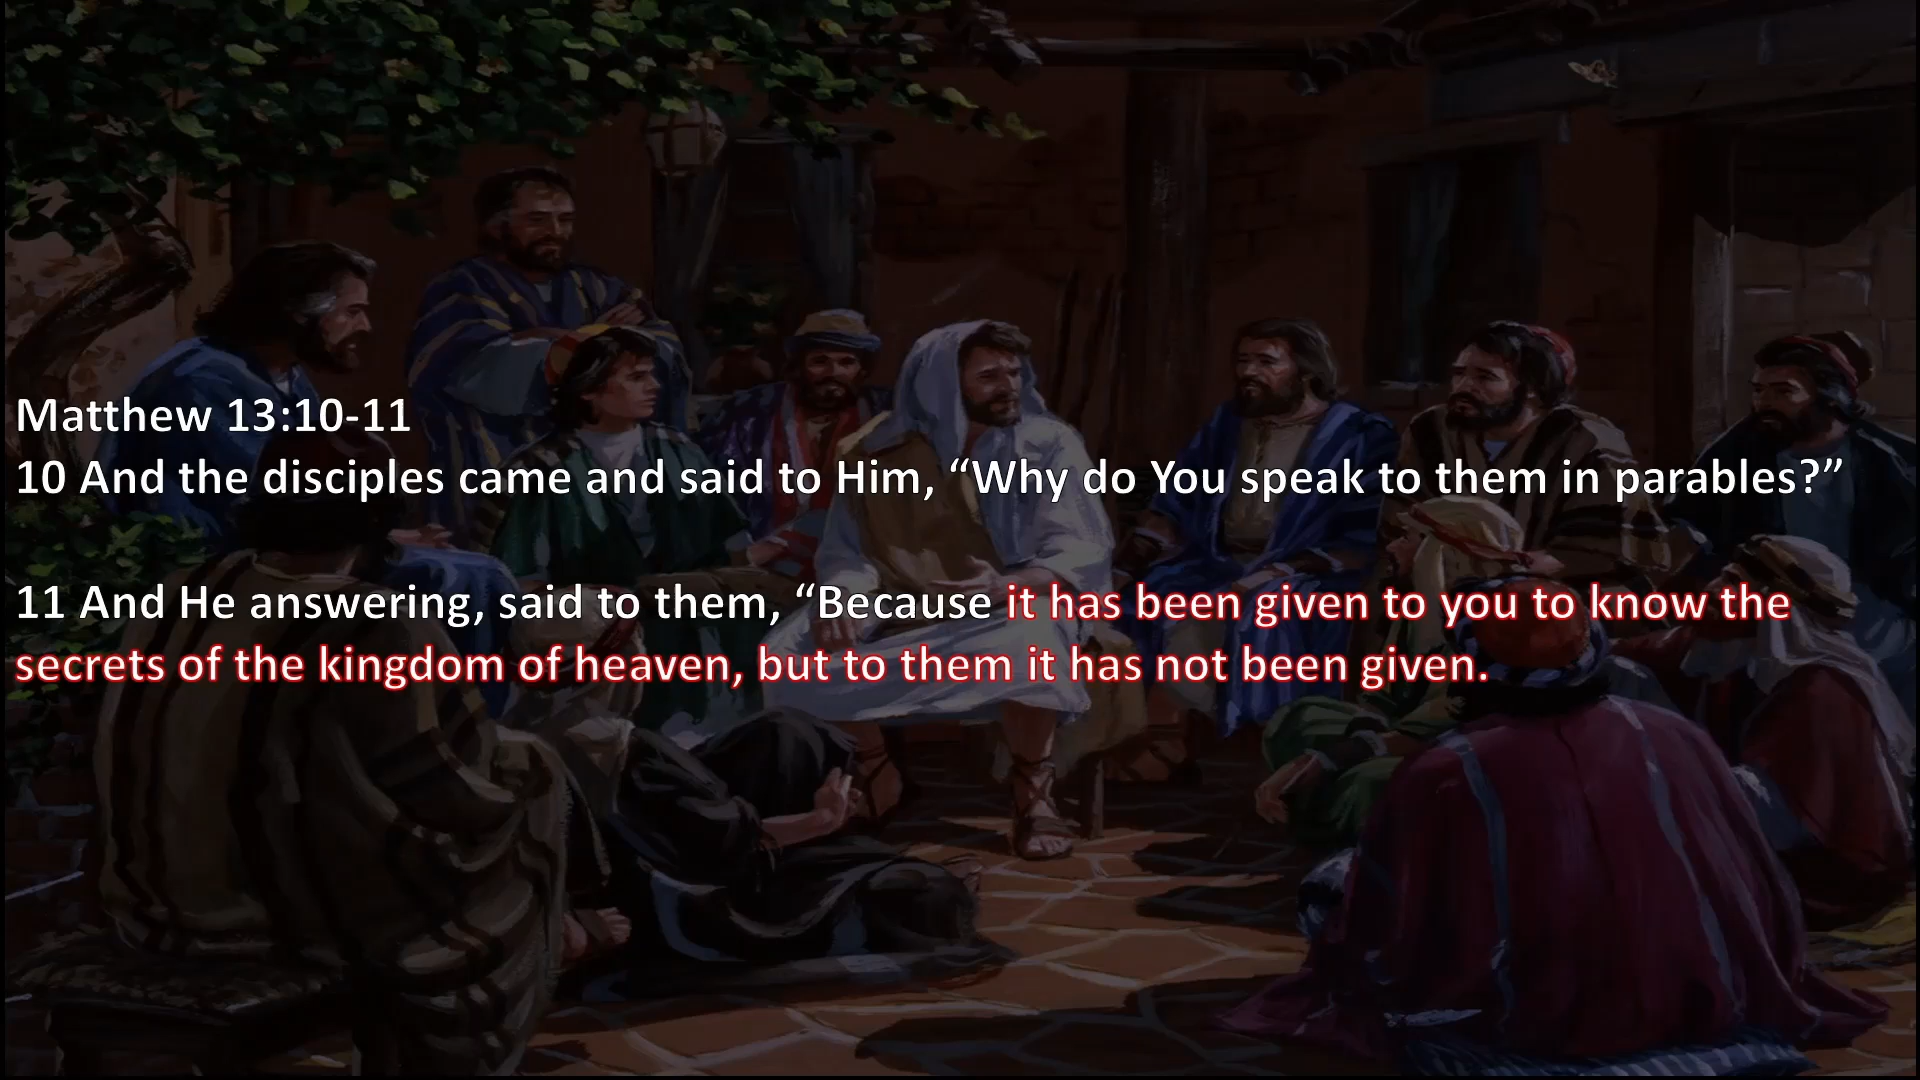 Matthew 13:10-11
10 And the disciples came and said to Him, “Why do You speak to them in parables?”
11 And He answering, said to them, “Because it has been given to you to know the
secrets of the kingdom of heaven, but to them it has not been given.